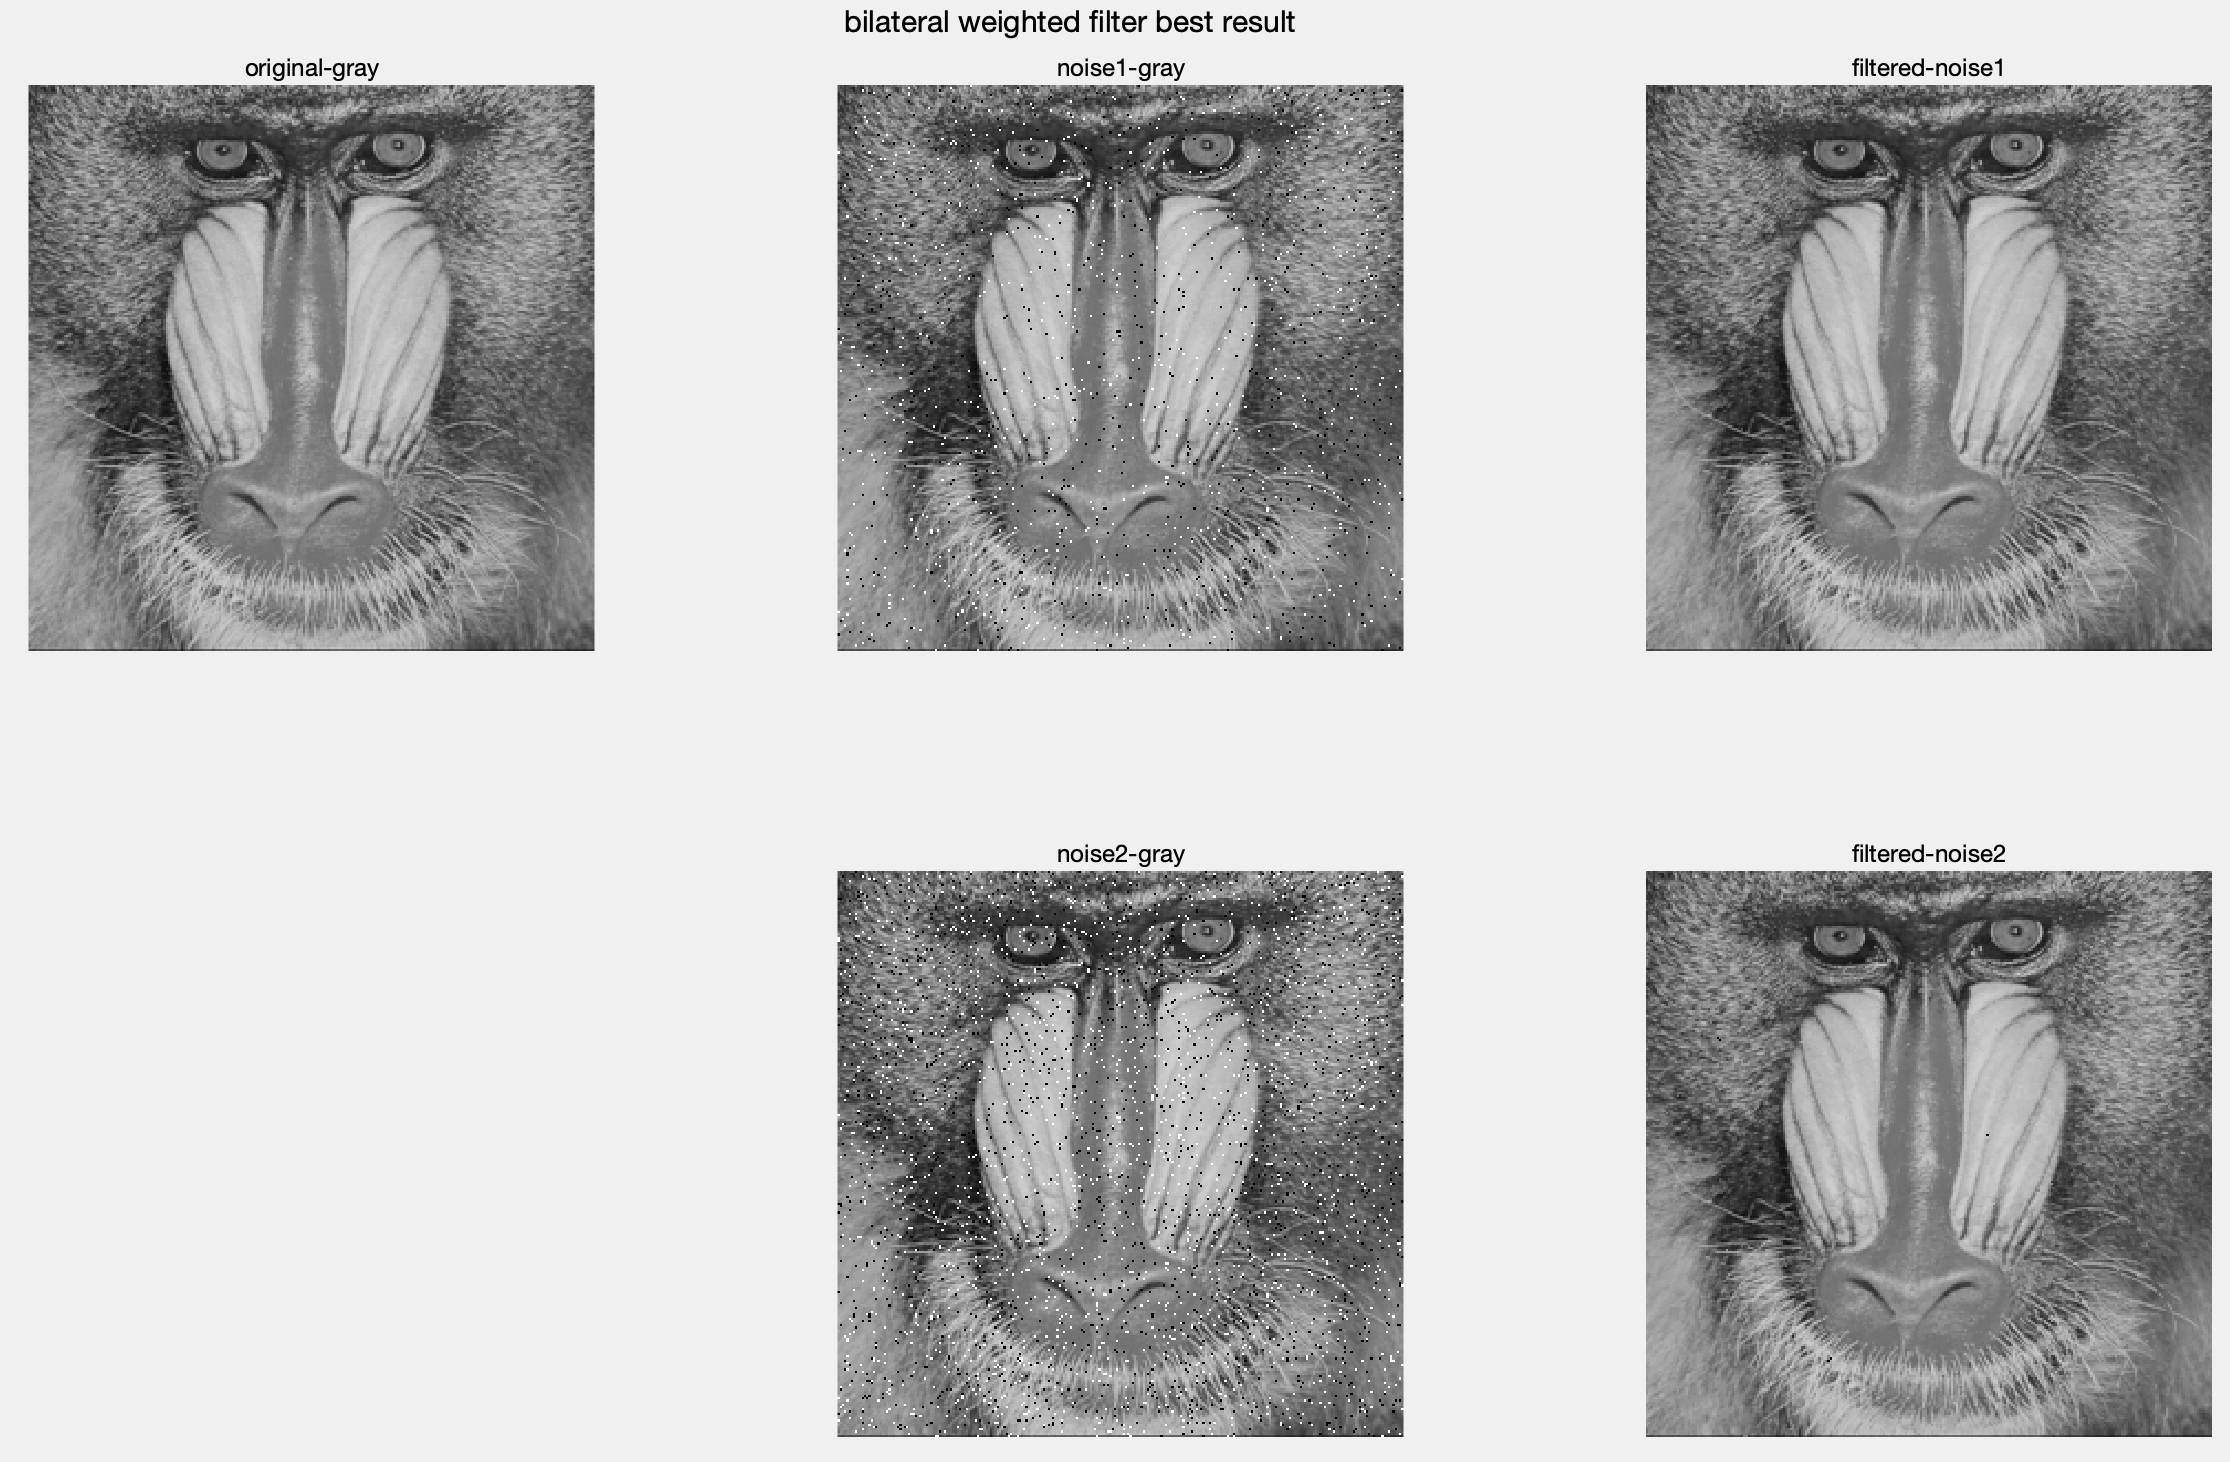 bilateral weighted filter best result
original-gray
noise1-gray
filtered-noise1
noise2-gray
filtered-noise2